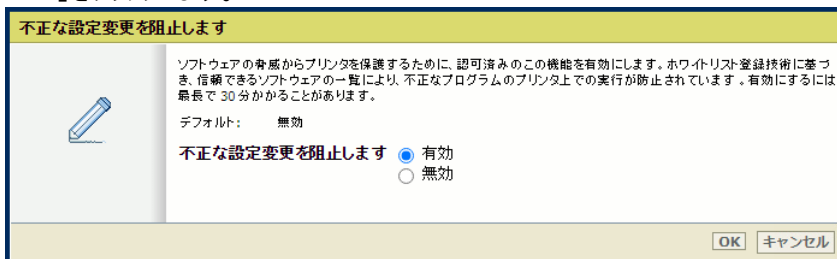 不正な設定変更を阻止します
ソフトウェアの脅威からプリンタを保護するために、認可済みのこの機能を有効にします。ホワイトリスト登録技術に基づ
き、信頼できるソフトウェアの一覧により、不正なプログラムのプリンタ上での実行が防止されています。有効にするには
最長で 30 分かかることがあります。
デフォルト: 無効
不正な設定変更を阻止します 有効
無効
OK キャンセル